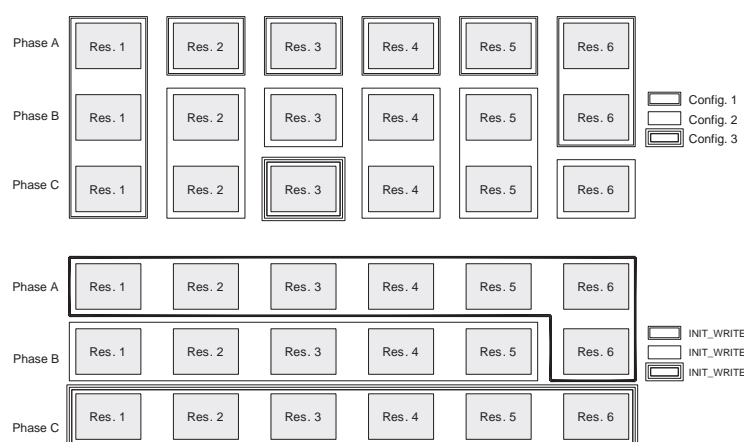 Phase A Res. 1 Res. 2 Res. 3 Res. 4 Res. 5 Res. 6
Config. 1
Phase B Res. 1 Res. 2 Res. 3 Res. 4 Res. 5 Res. 6
Config. 2
Config. 3
Phase C Res. 1 Res. 2 Res. 3 Res. 4 Res. 5 Res. 6
Phase A Res. 1 Res. 2 Res. 3 Res. 4 Res. 5 Res. 6
INIT_WRITE
Phase B Res. 1 Res. 2 Res. 3 Res. 4 Res. 5 Res. 6
INIT_WRITE
INIT_WRITE
Phase C Res. 1 Res. 2 Res. 3 Res. 4 Res. 5 Res. 6